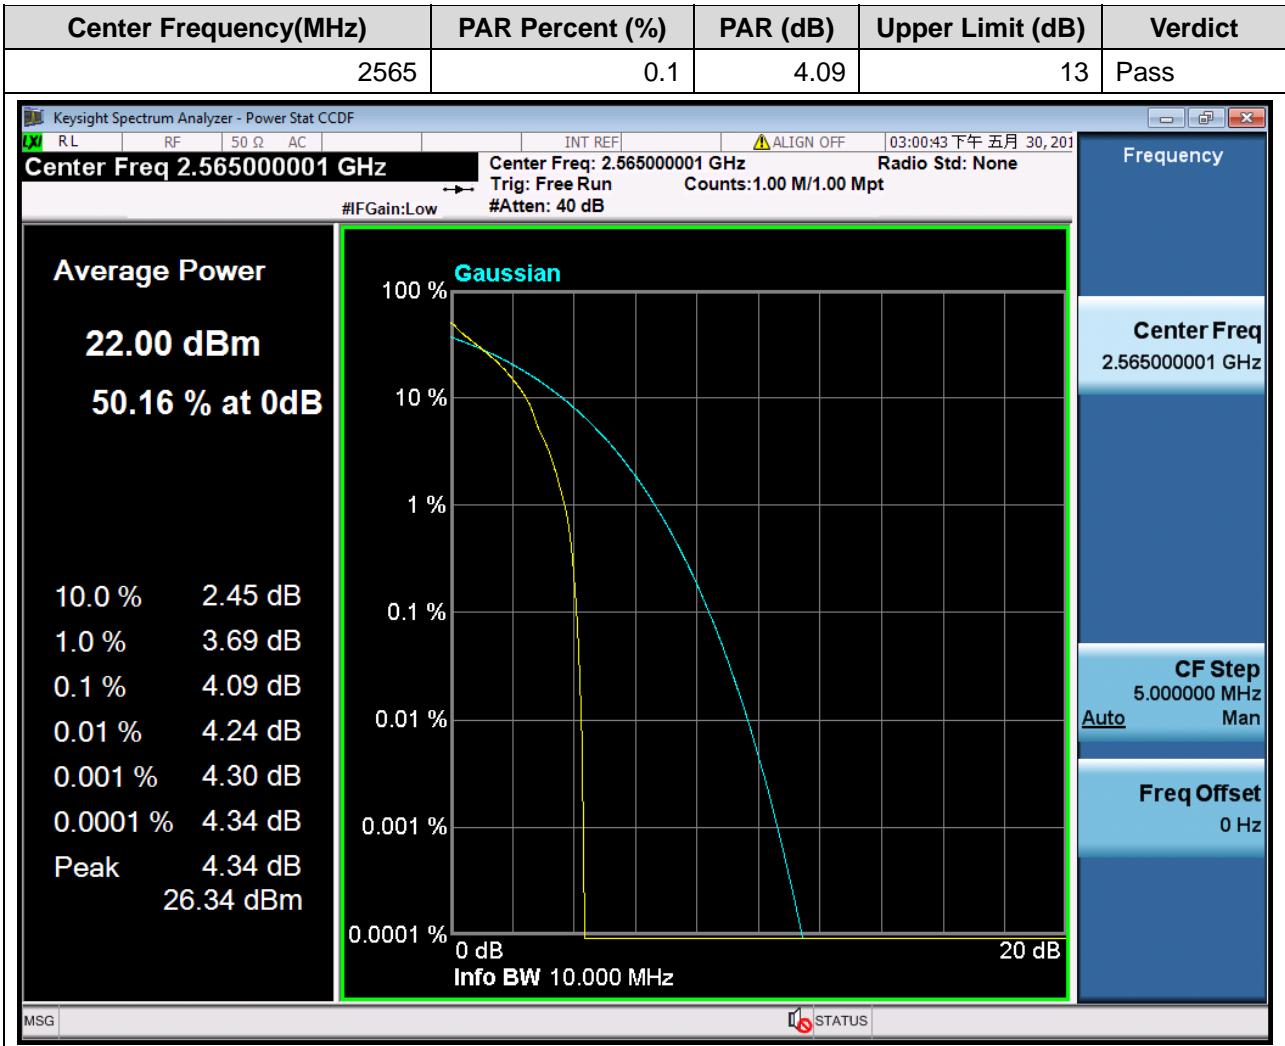 Center Frequency(MHz) PAR Percent (%) PAR (dB) Upper Limit (dB) Verdict
2565 0.1 4.09 13 Pass
Keysight Spectrum Analyzer - Power Stat CCDF
LXI RL RF 50 Ω AC INT REF ALIGN OFF 03:00:43 下午 五月 30, 201
Center Freq 2.565000001 GHz
Center Freq: 2.565000001 GHz Radio Std: None
Trig: Free Run Counts:1.00 M/1.00 Mpt
#IFGain:Low #Atten: 40 dB
Average Power
22.00 dBm
50.16 % at 0dB
10.0 % 2.45 dB
1.0 % 3.69 dB
0.1 % 4.09 dB
0.01 % 4.24 dB
0.001 % 4.30 dB
0.0001 % 4.34 dB
Peak 4.34 dB
26.34 dBm
Gaussian
100 %
10 %
1 %
0.1 %
0.01 %
0.001 %
0.0001 %
0 dB 20 dB
Info BW 10.000 MHz
Frequency
Center Freq
2.565000001 GHz
CF Step
5.000000 MHz
Auto Man
Freq Offset
0 Hz
MSG STATUS